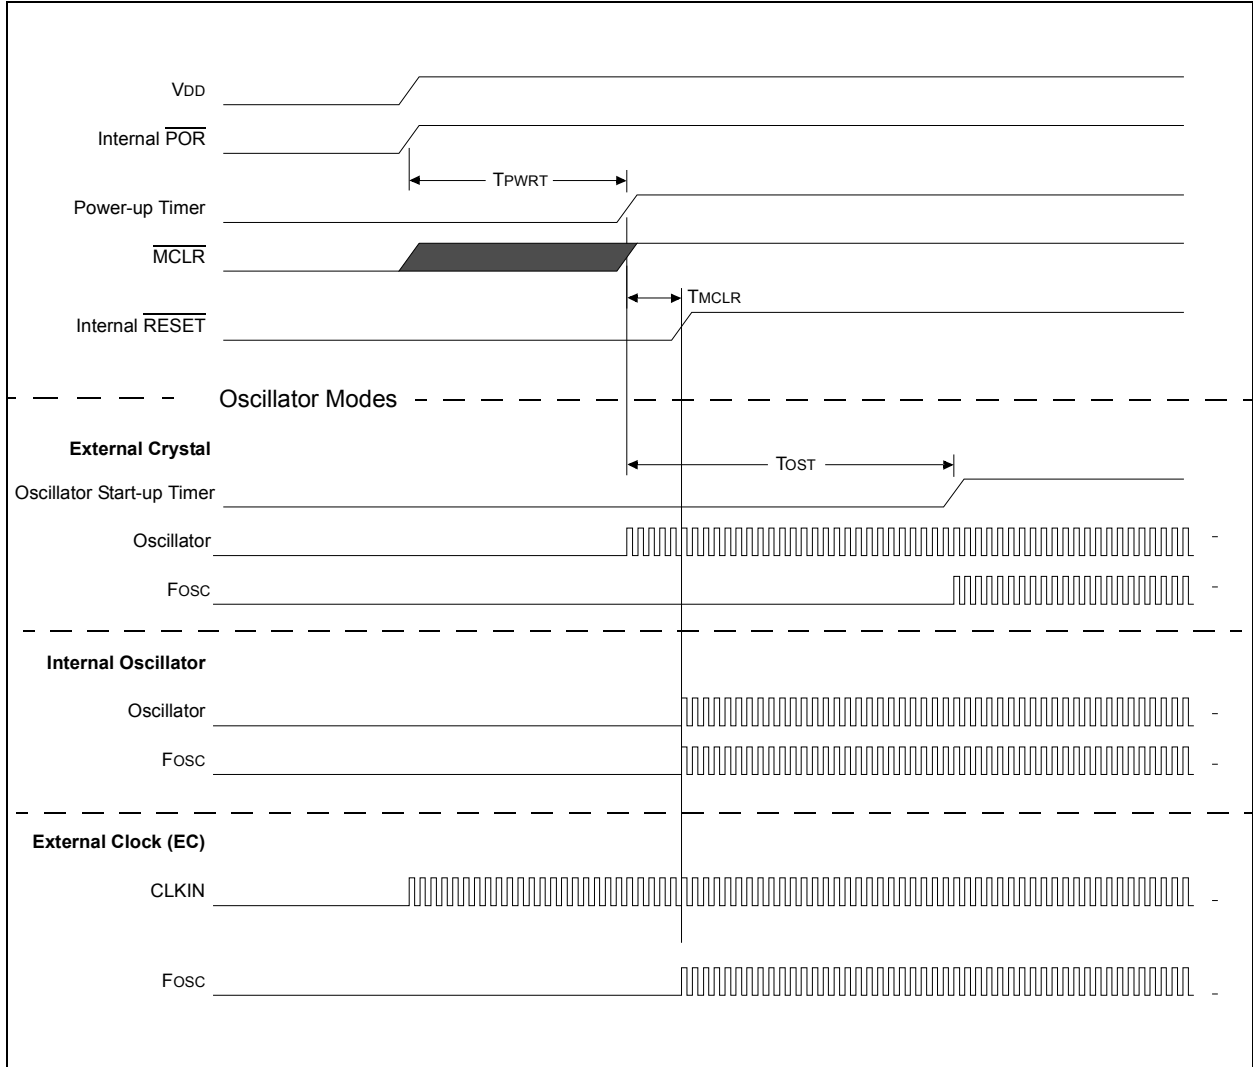 VDD
Internal POR
TPWRT
Power-up Timer
MCLR
TMCLR
Internal RESET
Oscillator Modes
External Crystal
TOST
Oscillator Start-up Timer
Oscillator
FOSC
Internal Oscillator
Oscillator
FOSC
External Clock (EC)
CLKIN
FOSC